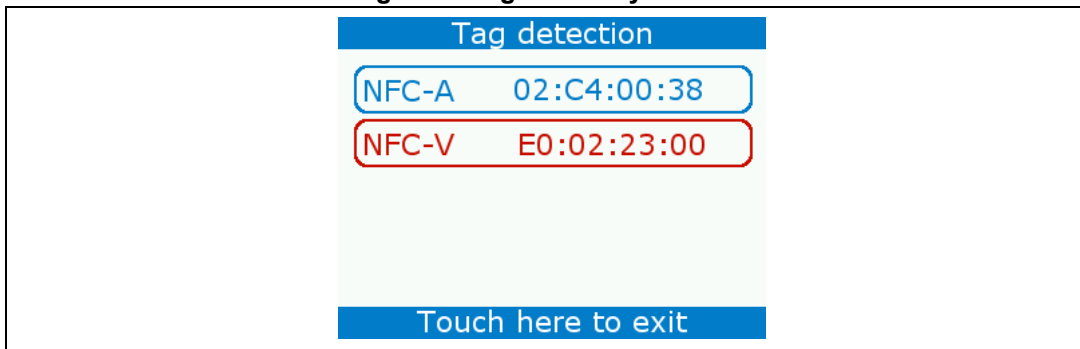 Tag detection
NFC-A 02:C4:00:38
NFC-V E0:02:23:00
Touch here to exit